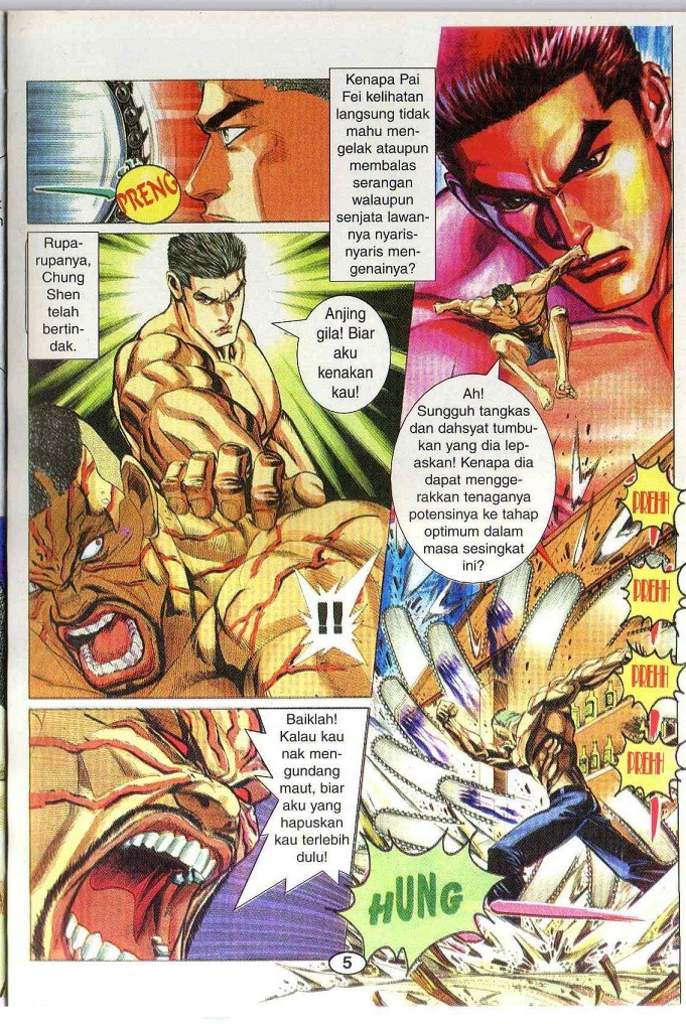 PRENG
Kenapa Pai
Fei kelihatan
langsung tidak
mahu men-
gelak ataupun
membalas
serangan
walaupun
senjata lawan-
nya nyaris-
nyaris men-
genainya?
Rupa-
rupanya,
Chung
Shen
telah
bertin-
dak.
Anjing
gila! Biar
aku
kenakan
kau!
Ah!
Sungguh tangkas
dan dahsyat tumbu-
kan yang dia lep-
askan! Kenapa dia
dapat mengge-
rakkan tenaganya
potensinya ke tahap
optimum dalam
masa sesingkat
ini?
!!
PREHH
!
PREHH
!
PREHH
!
PREHH
!
Baiklah!
Kalau kau
nak men-
gundang
maut, biar
aku yang
hapuskan
kau terlebih
dulu!
HUNG
5